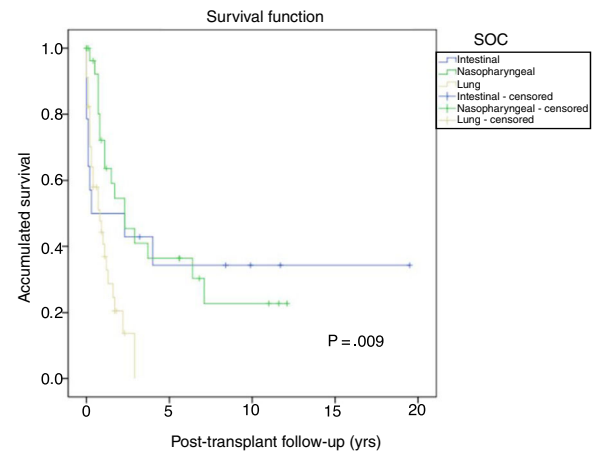 Survival function
SOC
Intestinal
Nasopharyngeal
Lung
Intestinal - censored
Nasopharyngeal - censored
Lung - censored
Accumulated survival
1.0
0.8
0.6
0.4
0.2
0.0
P = .009
0 5 10 15 20
Post-transplant follow-up (yrs)